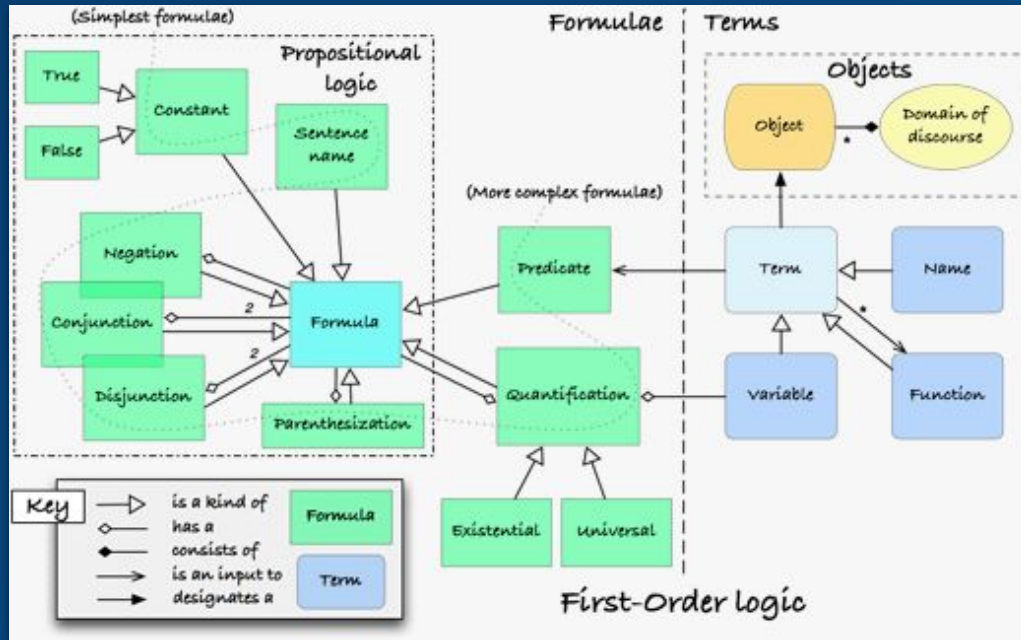 (Simplest formulae)
Formulae
Terms
Propositional
logic
Objects
True
Constant
Sentence
name
Object
*
Domain of
discourse
False
(More complex formulae)
Negation
Predicate
Term
Name
Conjunction
2
Formula
*
2
Disjunction
Quantification
Variable
Function
Parenthesization
Key
is a kind of
has a
consists of
is an input to
designates a
Formula
Term
Existential
Universal
First-Order logic